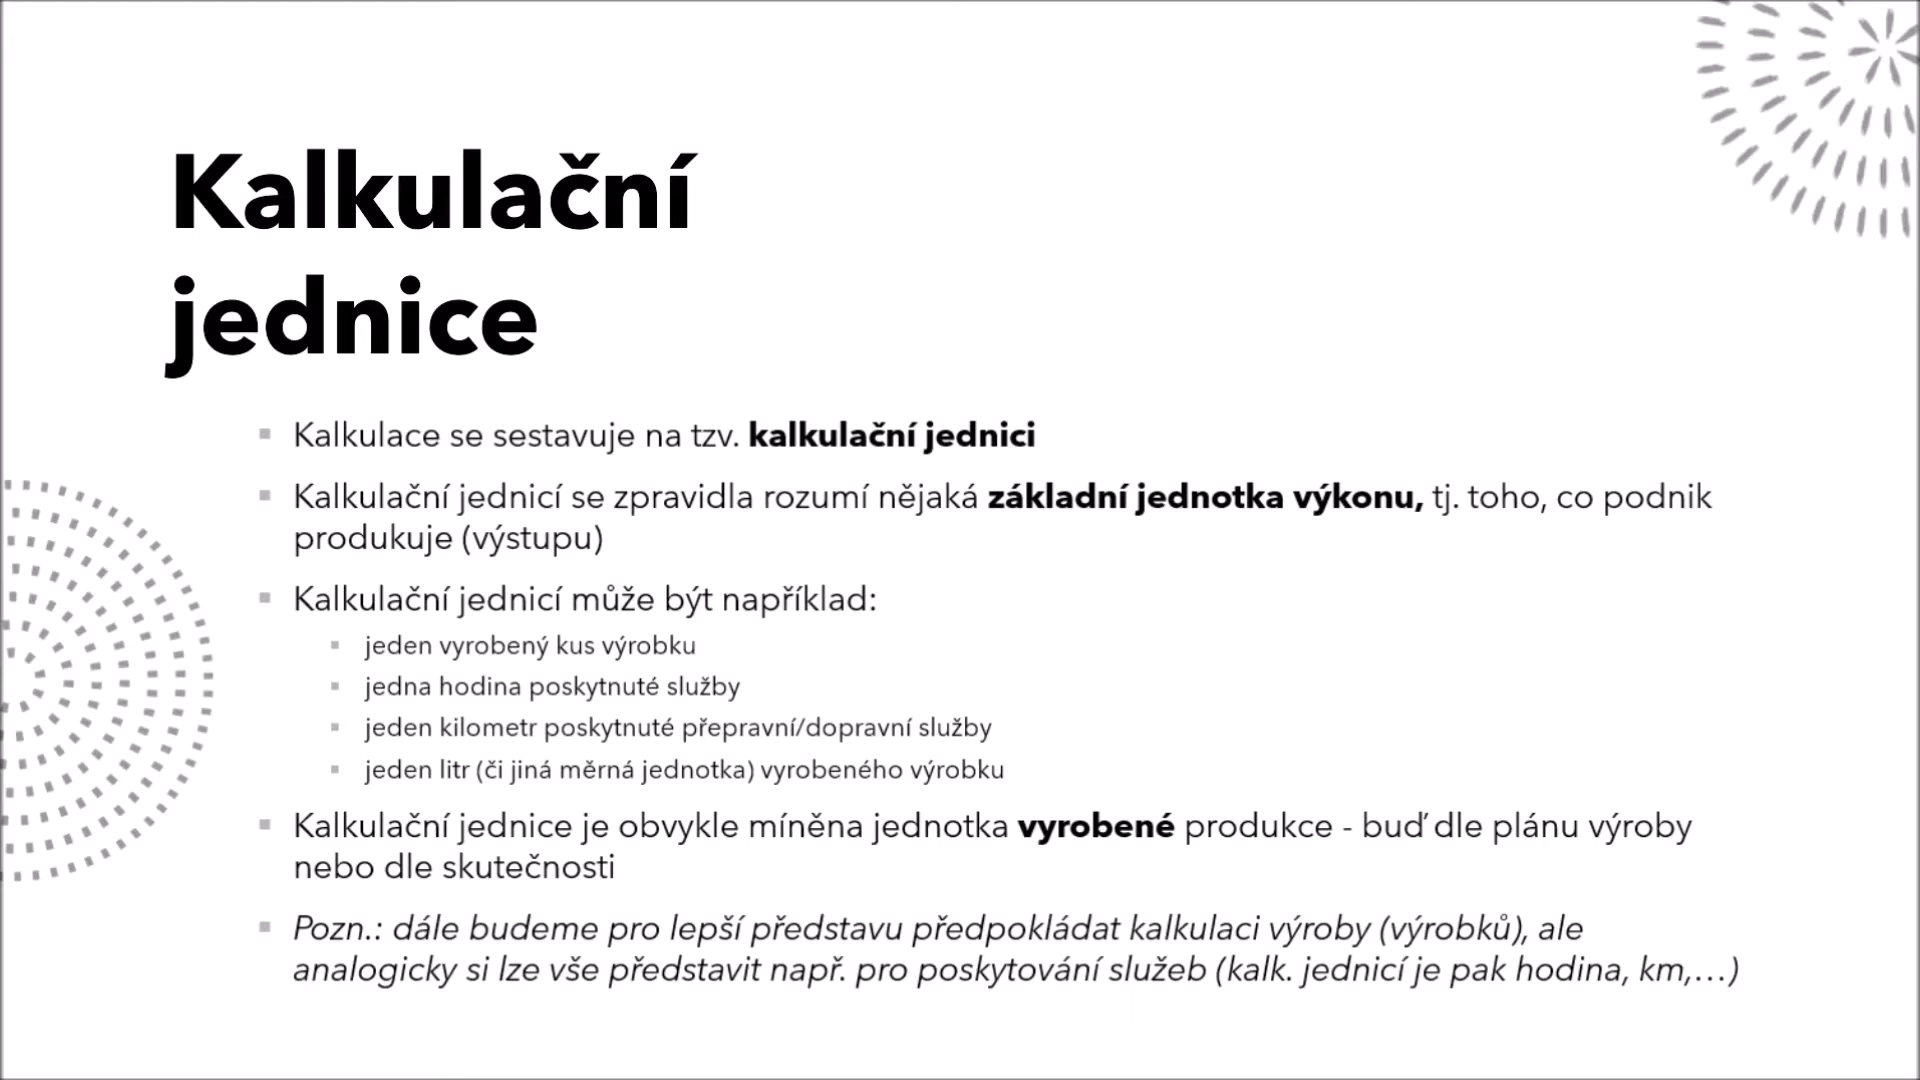 Kalkulační
jednice
Kalkulace se sestavuje na tzv. kalkulační jednici
Kalkulační jednicí se zpravidla rozumí nějaká základní jednotka výkonu, tj. toho, co podnik
produkuje (výstupu)
Kalkulační jednicí může být například:
jeden vyrobený kus výrobku
jedna hodina poskytnuté služby
jeden kilometr poskytnuté přepravní/dopravní služby
jeden litr (či jiná měrná jednotka) vyrobeného výrobku
Kalkulační jednice je obvykle míněna jednotka vyrobené produkce - buď dle plánu výroby
nebo dle skutečnosti
Pozn.: dále budeme pro lepší představu předpokládat kalkulaci výroby (výrobků), ale
analogicky si lze vše představit např. pro poskytování služeb (kalk. jednicí je pak hodina, km,…)